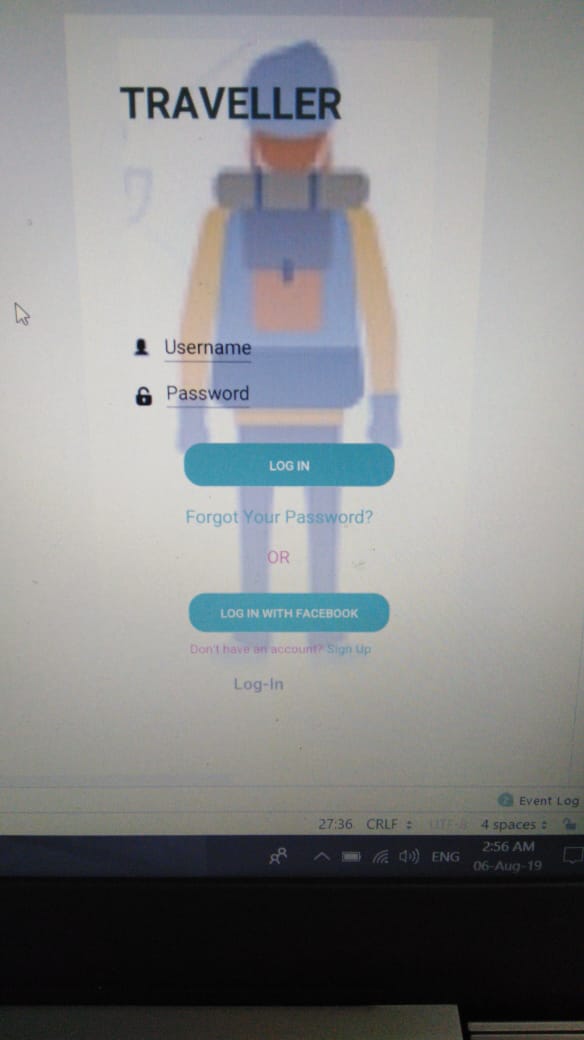 TRAVELLER
Username
Password
LOG IN
Forgot Your Password?
OR
LOG IN WITH FACEBOOK
Don't have an account? Sign Up
Log-In
Event Log
27:36 CRLF UTF-8 4 spaces
ENG 2:56 AM
06-Aug-19